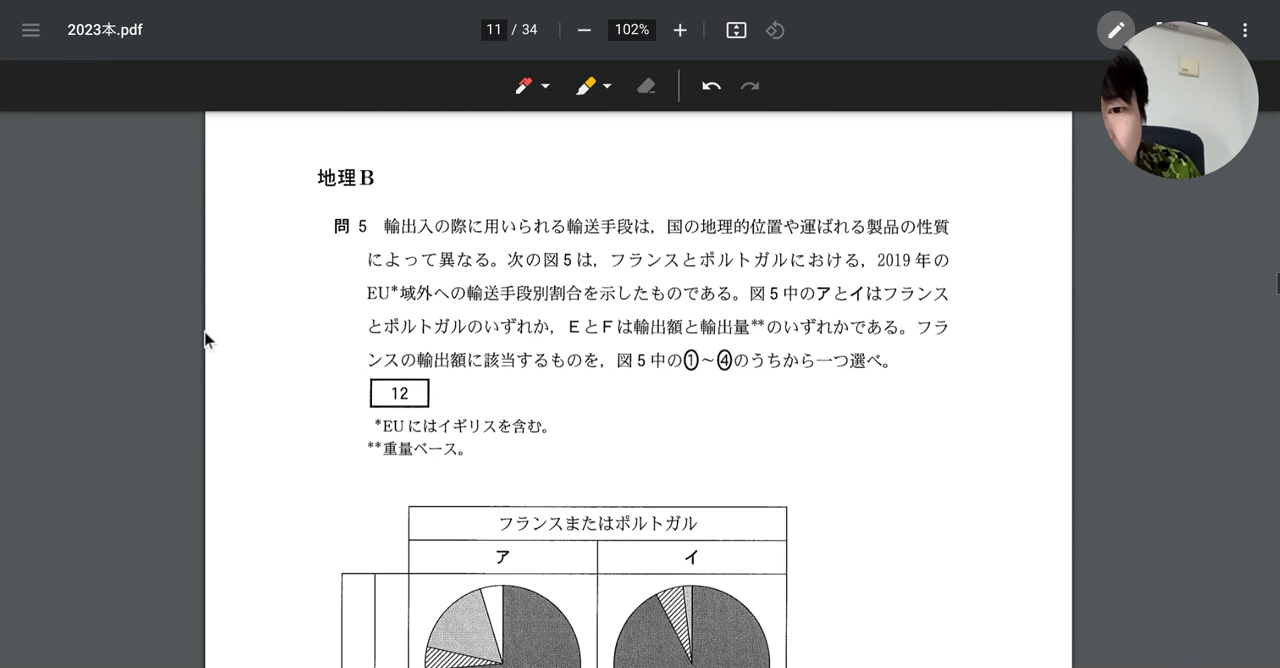 2023本.pdf
11 / 34
102%
地理B
問 5 輸出入の際に用いられる輸送手段は，国の地理的位置や運ばれる製品の性質
によって異なる。次の図5は，フランスとポルトガルにおける，2019年の
EU*域外への輸送手段別割合を示したものである。図5中のアとイはフランス
とポルトガルのいずれか，EとFは輸出額と輸出量**のいずれかである。フラ
ンスの輸出額に該当するものを，図5中の①～④のうちから一つ選べ。
12
*EUにはイギリスを含む。
**重量ベース。
フランスまたはポルトガル
ア イ